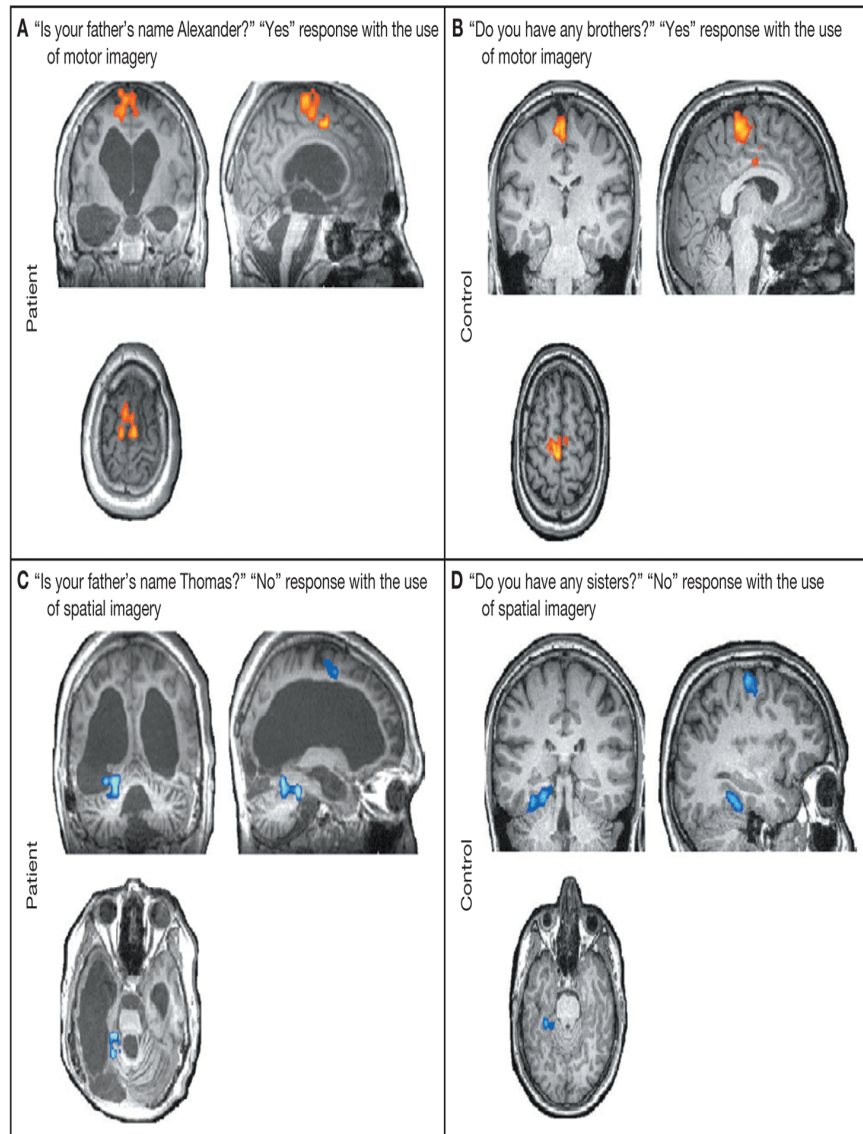 A “Is your father’s name Alexander?” “Yes” response with the use
of motor imagery
Patient
B “Do you have any brothers?” “Yes” response with the use
of motor imagery
Control
C “Is your father’s name Thomas?” “No” response with the use
of spatial imagery
Patient
D “Do you have any sisters?” “No” response with the use
of spatial imagery
Control